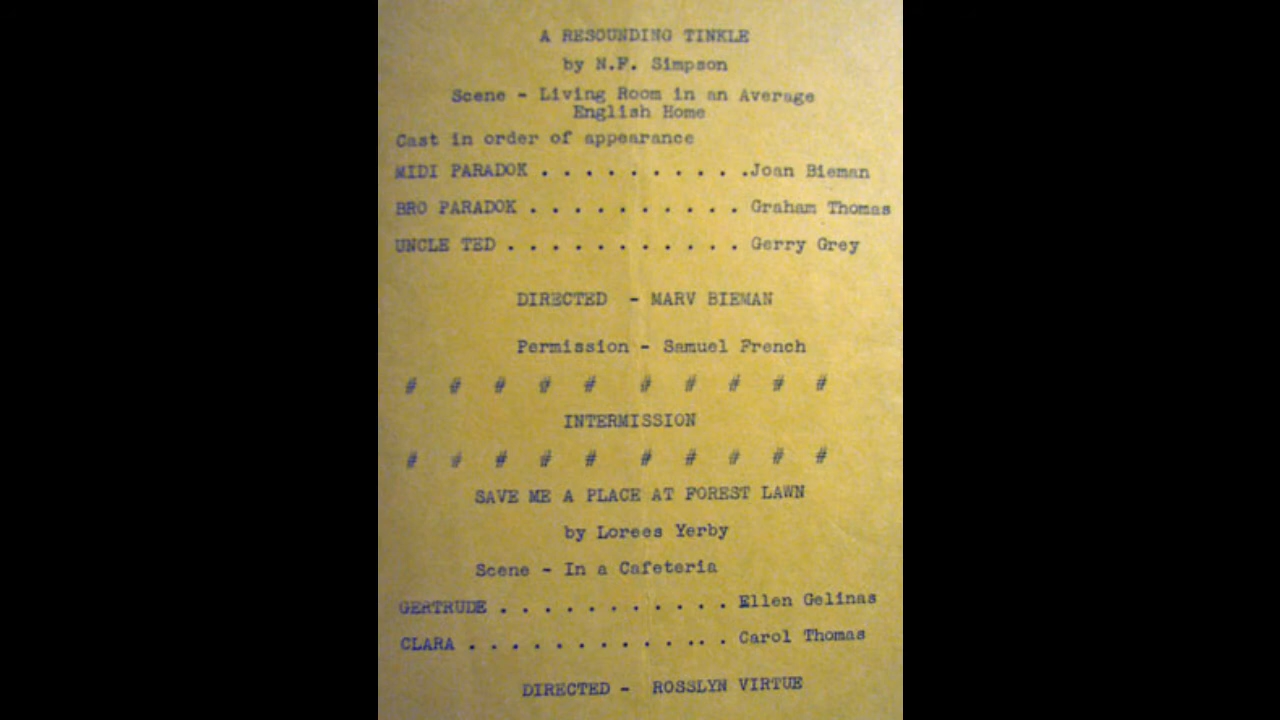 A RESOUNDING TINKLE
by N.F. Simpson
Scene - Living Room in an Average
English Home
Cast in order of appearance
MIDI PARADOK . . . . . . . . . .Joan Bieman
BRO PARADOK . . . . . . . . . . Graham Thomas
UNCLE TED . . . . . . . . . . . Gerry Grey
DIRECTED - MARV BIEMAN
Permission - Samuel French
# # # # # # # # # #
INTERMISSION
# # # # # # # # # #
SAVE ME A PLACE AT FOREST LAWN
by Lorees Yerby
Scene - In a Cafeteria
GERTRUDE . . . . . . . . . . . Ellen Gelinas
CLARA . . . . . . . . . . . .. . Carol Thomas
DIRECTED - ROSSLYN VIRTUE